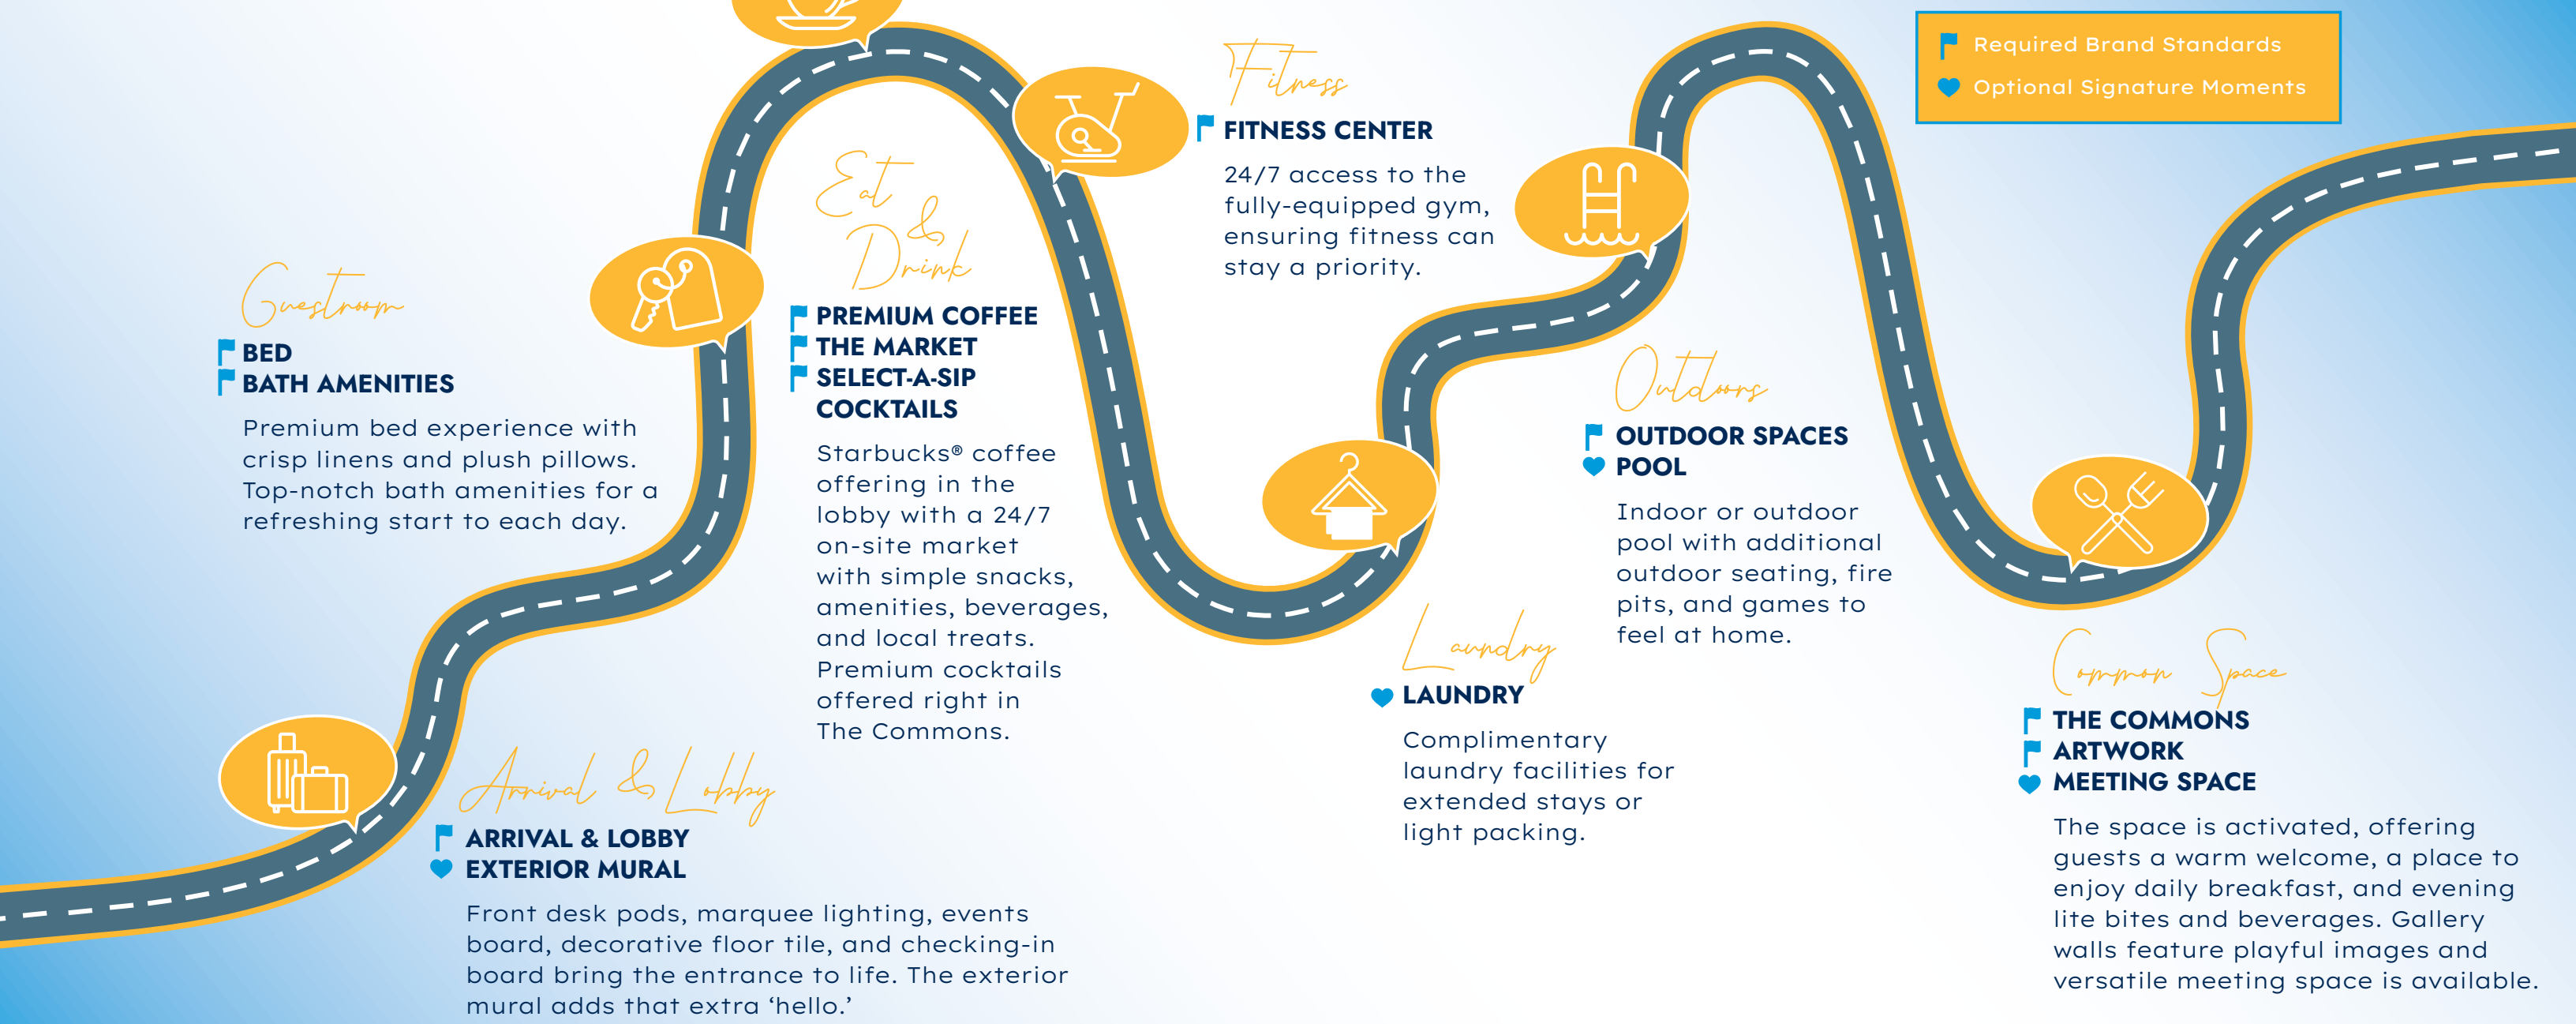 Required Brand Standards
Optional Signature Moments
Guestroom
BED
BATH AMENITIES
Premium bed experience with
crisp linens and plush pillows.
Top-notch bath amenities for a
refreshing start to each day.
Arrival & Lobby
ARRIVAL & LOBBY
EXTERIOR MURAL
Front desk pods, marquee lighting, events
board, decorative floor tile, and checking-in
board bring the entrance to life. The exterior
mural adds that extra ‘hello.’
Eat
&
Drink
PREMIUM COFFEE
THE MARKET
SELECT-A-SIP
COCKTAILS
Starbucks® coffee
offering in the
lobby with a 24/7
on-site market
with simple snacks,
amenities, beverages,
and local treats.
Premium cocktails
offered right in
The Commons.
Fitness
FITNESS CENTER
24/7 access to the
fully-equipped gym,
ensuring fitness can
stay a priority.
Laundry
LAUNDRY
Complimentary
laundry facilities for
extended stays or
light packing.
Outdoors
OUTDOOR SPACES
POOL
Indoor or outdoor
pool with additional
outdoor seating, fire
pits, and games to
feel at home.
Common Space
THE COMMONS
ARTWORK
MEETING SPACE
The space is activated, offering
guests a warm welcome, a place to
enjoy daily breakfast, and evening
lite bites and beverages. Gallery
walls feature playful images and
versatile meeting space is available.